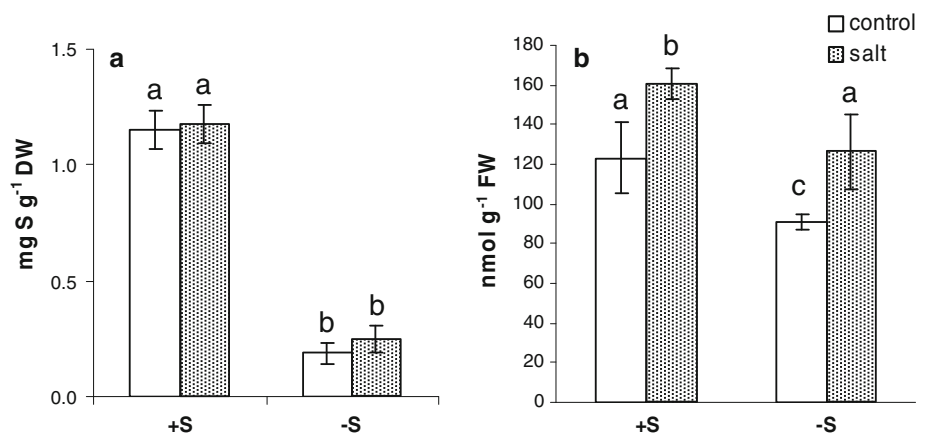 control
salt
a
1.5
1.0
0.5
0.0
mg S g⁻¹ DW
a a
b b
+S -S
b
180
160
140
120
100
80
60
40
20
0
nmol g⁻¹ FW
a b
c a
+S -S